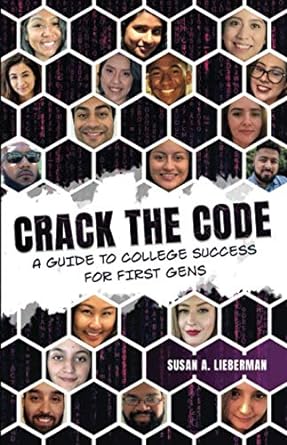 CRACK THE CODE
A GUIDE TO COLLEGE SUCCESS
FOR FIRST GENS
SUSAN A. LIEBERMAN